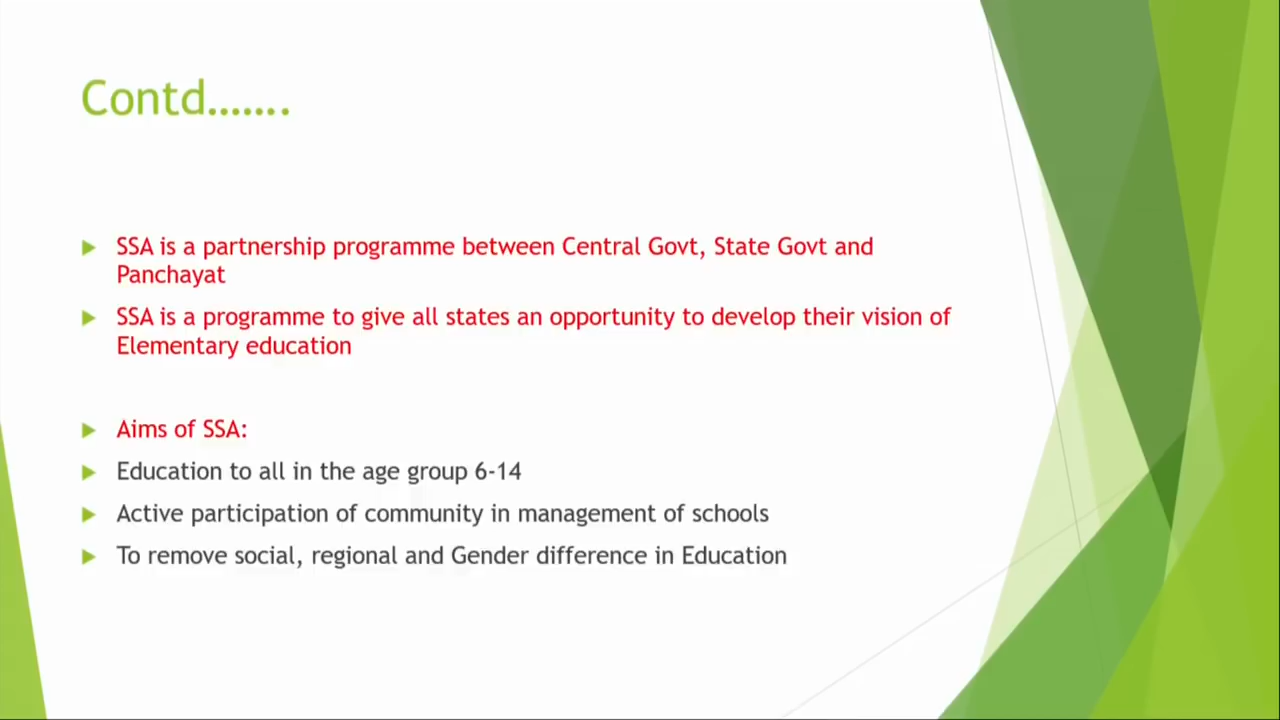 Contd.......
SSA is a partnership programme between Central Govt, State Govt and
Panchayat
SSA is a programme to give all states an opportunity to develop their vision of
Elementary education
Aims of SSA:
Education to all in the age group 6-14
Active participation of community in management of schools
To remove social, regional and Gender difference in Education